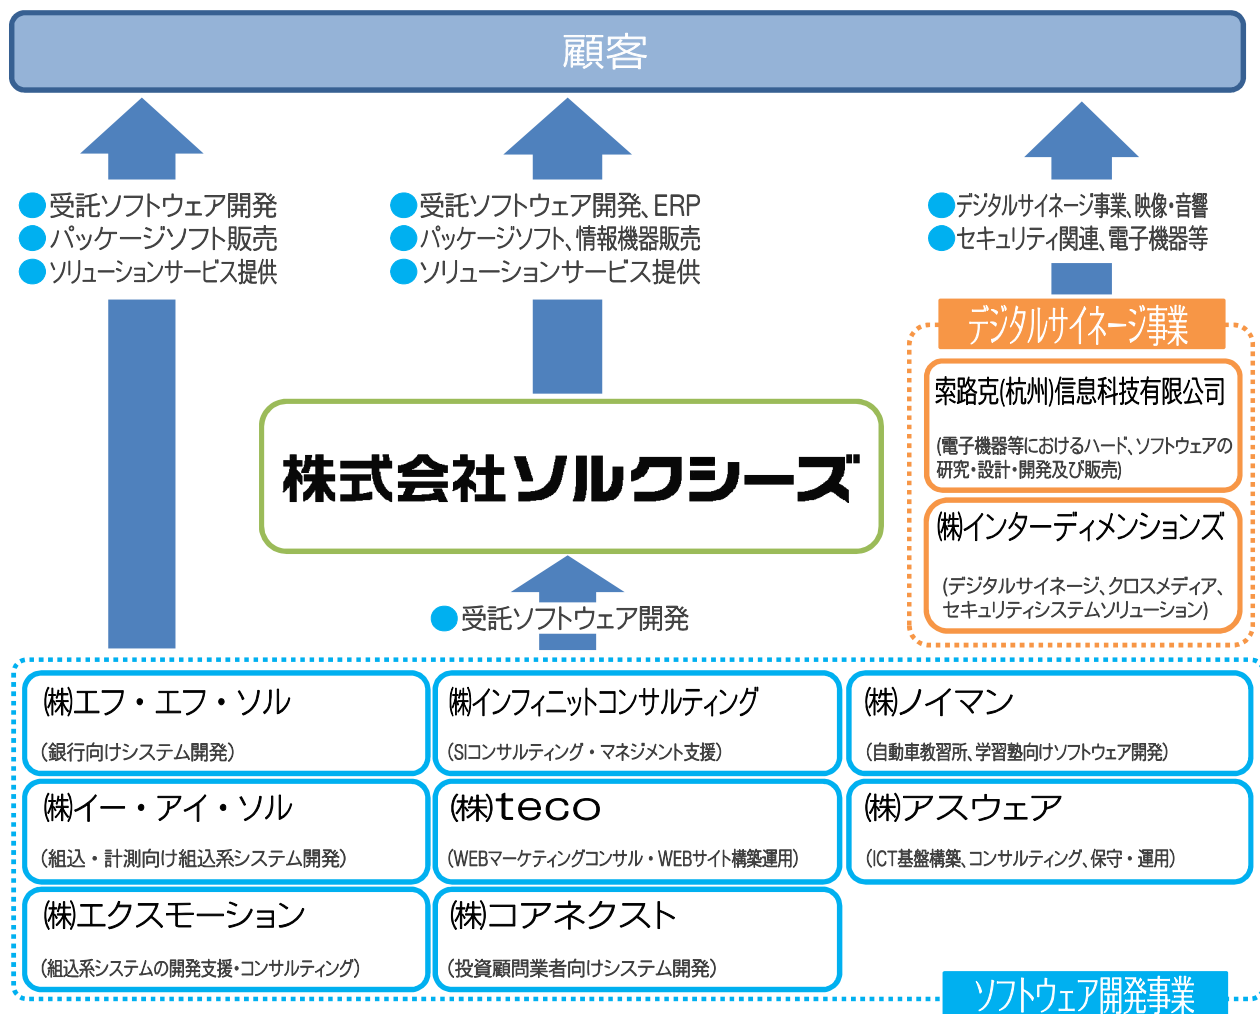 顧客
●受託ソフトウェア開発
●パッケージソフト販売
●ソリューションサービス提供
●受託ソフトウェア開発、ERP
●パッケージソフト、情報機器販売
●ソリューションサービス提供
●デジタルサイネージ事業、映像・音響
●セキュリティ関連、電子機器等
デジタルサイネージ事業
索路克(杭州)信息科技有限公司
(電子機器等におけるハード、ソフトウェアの
研究・設計・開発及び販売)
㈱インターディメンションズ
(デジタルサイネージ、クロスメディア、
セキュリティシステムソリューション)
株式会社ソルクシーズ
●受託ソフトウェア開発
㈱エフ・エフ・ソル
(銀行向けシステム開発)
㈱インフィニットコンサルティング
(SIコンサルティング・マネジメント支援)
㈱ノイマン
(自動車教習所、学習塾向けソフトウェア開発)
㈱イー・アイ・ソル
(組込・計測向け組込系システム開発)
㈱teco
(WEBマーケティングコンサル・WEBサイト構築運用)
㈱アスウェア
(ICT基盤構築、コンサルティング、保守・運用)
㈱エクスモーション
(組込系システムの開発支援・コンサルティング)
㈱コアネクスト
(投資顧問業者向けシステム開発)
ソフトウェア開発事業